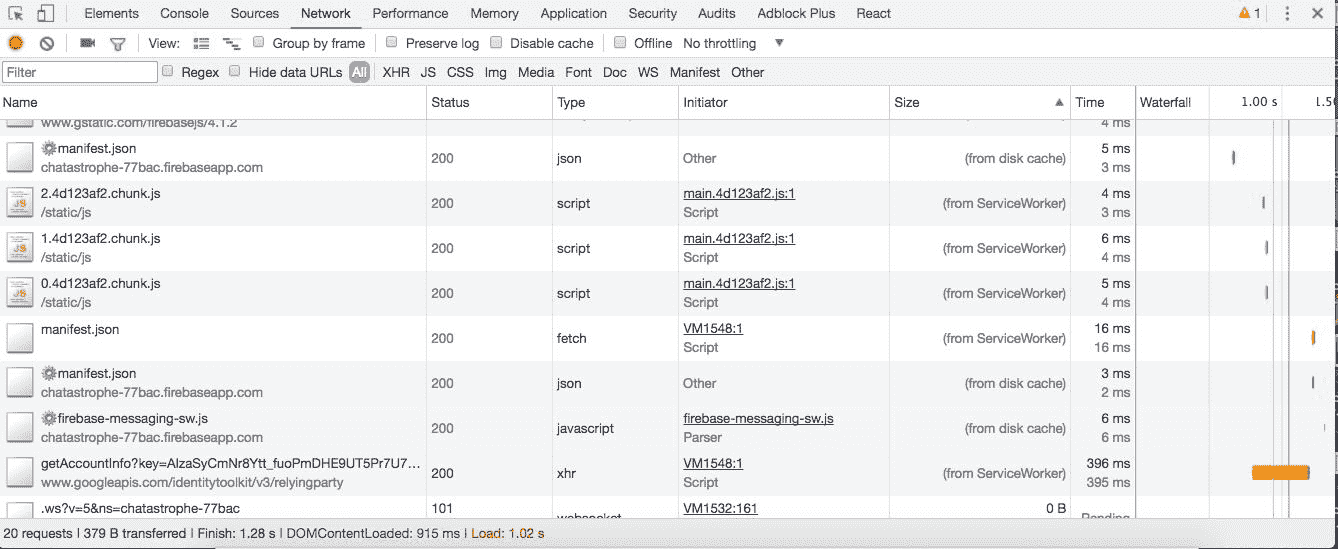 Elements Console Sources Network Performance Memory Application Security Audits Adblock Plus React 1
View: Group by frame Preserve log Disable cache Offline No throttling
Filter Regex Hide data URLs All XHR JS CSS Img Media Font Doc WS Manifest Other
Name Status Type Initiator Size Time Waterfall 1.00 s 1.50
www.gstatic.com/firebasejs/4.1.2 4 ms
manifest.json 200 json Other (from disk cache) 5 ms
chatastrophe-77bac.firebaseapp.com 3 ms
2.4d123af2.chunk.js 200 script main.4d123af2.js:1 (from ServiceWorker) 4 ms
/static/js Script 3 ms
1.4d123af2.chunk.js 200 script main.4d123af2.js:1 (from ServiceWorker) 6 ms
/static/js Script 4 ms
0.4d123af2.chunk.js 200 script main.4d123af2.js:1 (from ServiceWorker) 5 ms
/static/js Script 4 ms
manifest.json 200 fetch VM1548:1 (from ServiceWorker) 16 ms
Script 16 ms
manifest.json 200 json Other (from disk cache) 3 ms
chatastrophe-77bac.firebaseapp.com 2 ms
firebase-messaging-sw.js 200 javascript firebase-messaging-sw.js (from disk cache) 6 ms
chatastrophe-77bac.firebaseapp.com Parser 6 ms
getAccountInfo?key=AIzaSyCmNr8Ytt_fuoPmDHE9UT5Pr7U7... 200 xhr VM1548:1 (from ServiceWorker) 396 ms
www.googleapis.com/identitytoolkit/v3/relyingparty Script 395 ms
.ws?v=5&ns=chatastrophe-77bac 101 websocket VM1532:161 0 B Pending
20 requests | 379 B transferred | Finish: 1.28 s | DOMContentLoaded: 915 ms | Load: 1.02 s